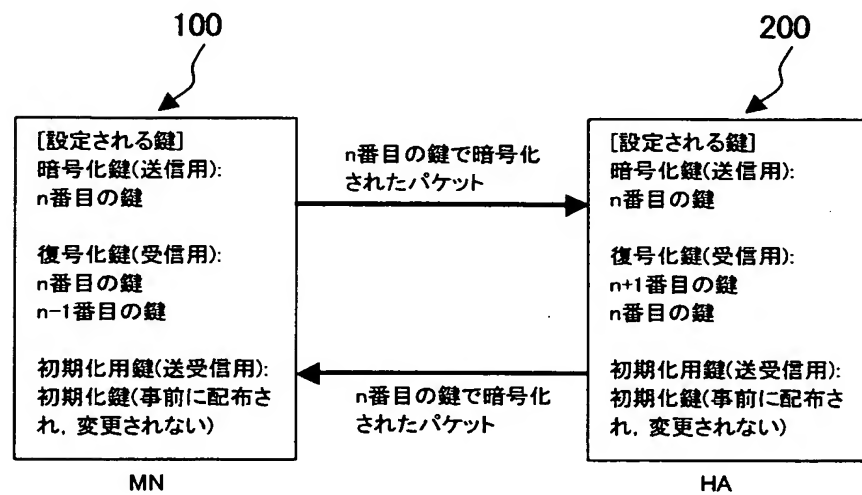 100
200
[設定される鍵]
暗号化鍵(送信用):
n番目の鍵
復号化鍵(受信用):
n番目の鍵
n-1番目の鍵
初期化用鍵(送受信用):
初期化鍵(事前に配布さ
れ, 変更されない)
MN
n番目の鍵で暗号化
されたパケット
n番目の鍵で暗号化
されたパケット
[設定される鍵]
暗号化鍵(送信用):
n番目の鍵
復号化鍵(受信用):
n+1番目の鍵
n番目の鍵
初期化用鍵(送受信用):
初期化鍵(事前に配布さ
れ, 変更されない)
HA